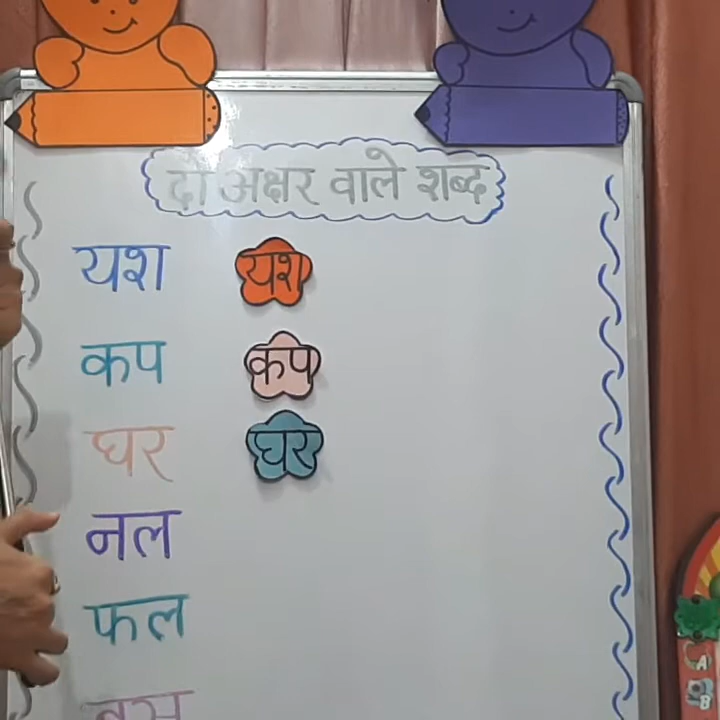 दो अक्षर वाले शब्द
यश यश
कप कप
घर घर
नल
फल
A
B